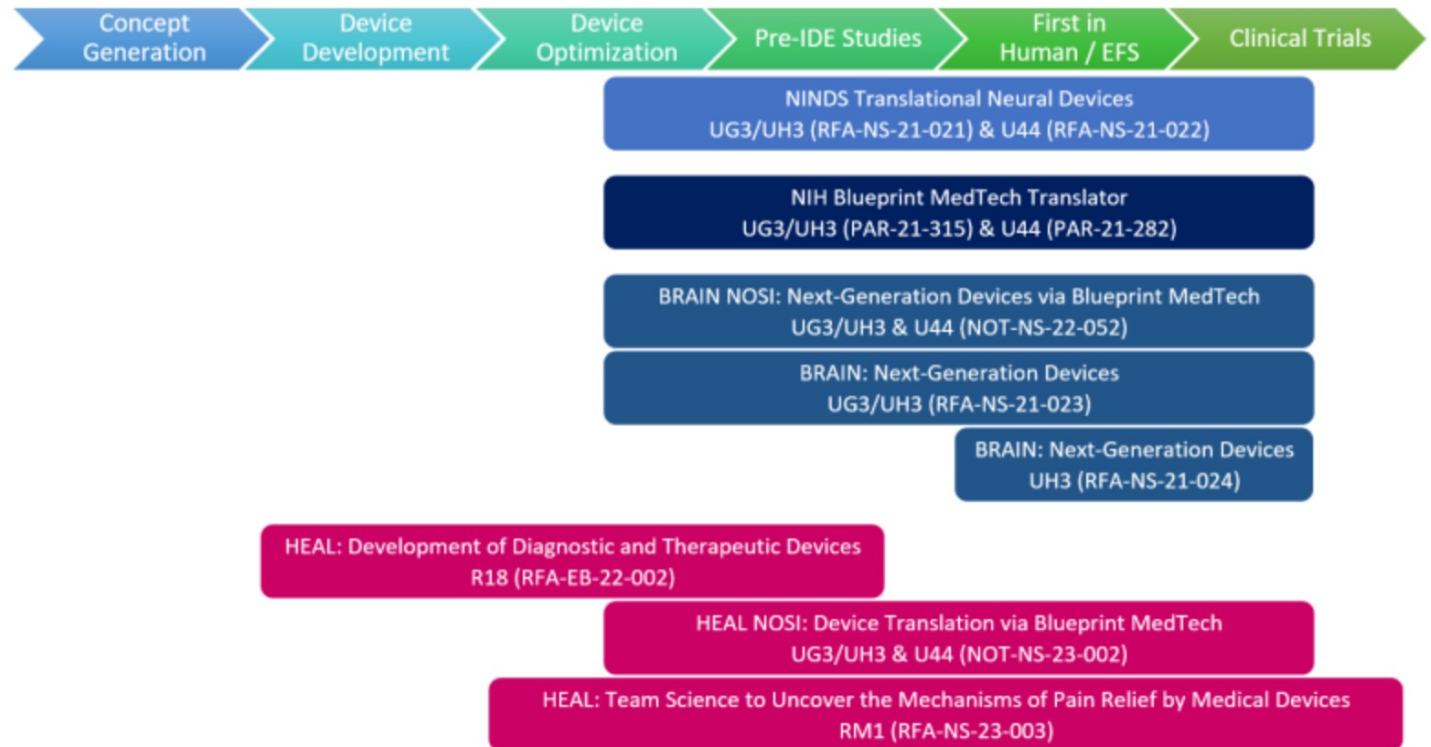 Concept
Generation
Device
Development
Device
Optimization
Pre-IDE Studies
First in
Human / EFS
Clinical Trials
NINDS Translational Neural Devices
UG3/UH3 (RFA-NS-21-021) & U44 (RFA-NS-21-022)
NIH Blueprint MedTech Translator
UG3/UH3 (PAR-21-315) & U44 (PAR-21-282)
BRAIN NOSI: Next-Generation Devices via Blueprint MedTech
UG3/UH3 & U44 (NOT-NS-22-052)
BRAIN: Next-Generation Devices
UG3/UH3 (RFA-NS-21-023)
BRAIN: Next-Generation Devices
UH3 (RFA-NS-21-024)
HEAL: Development of Diagnostic and Therapeutic Devices
R18 (RFA-EB-22-002)
HEAL NOSI: Device Translation via Blueprint MedTech
UG3/UH3 & U44 (NOT-NS-23-002)
HEAL: Team Science to Uncover the Mechanisms of Pain Relief by Medical Devices
RM1 (RFA-NS-23-003)